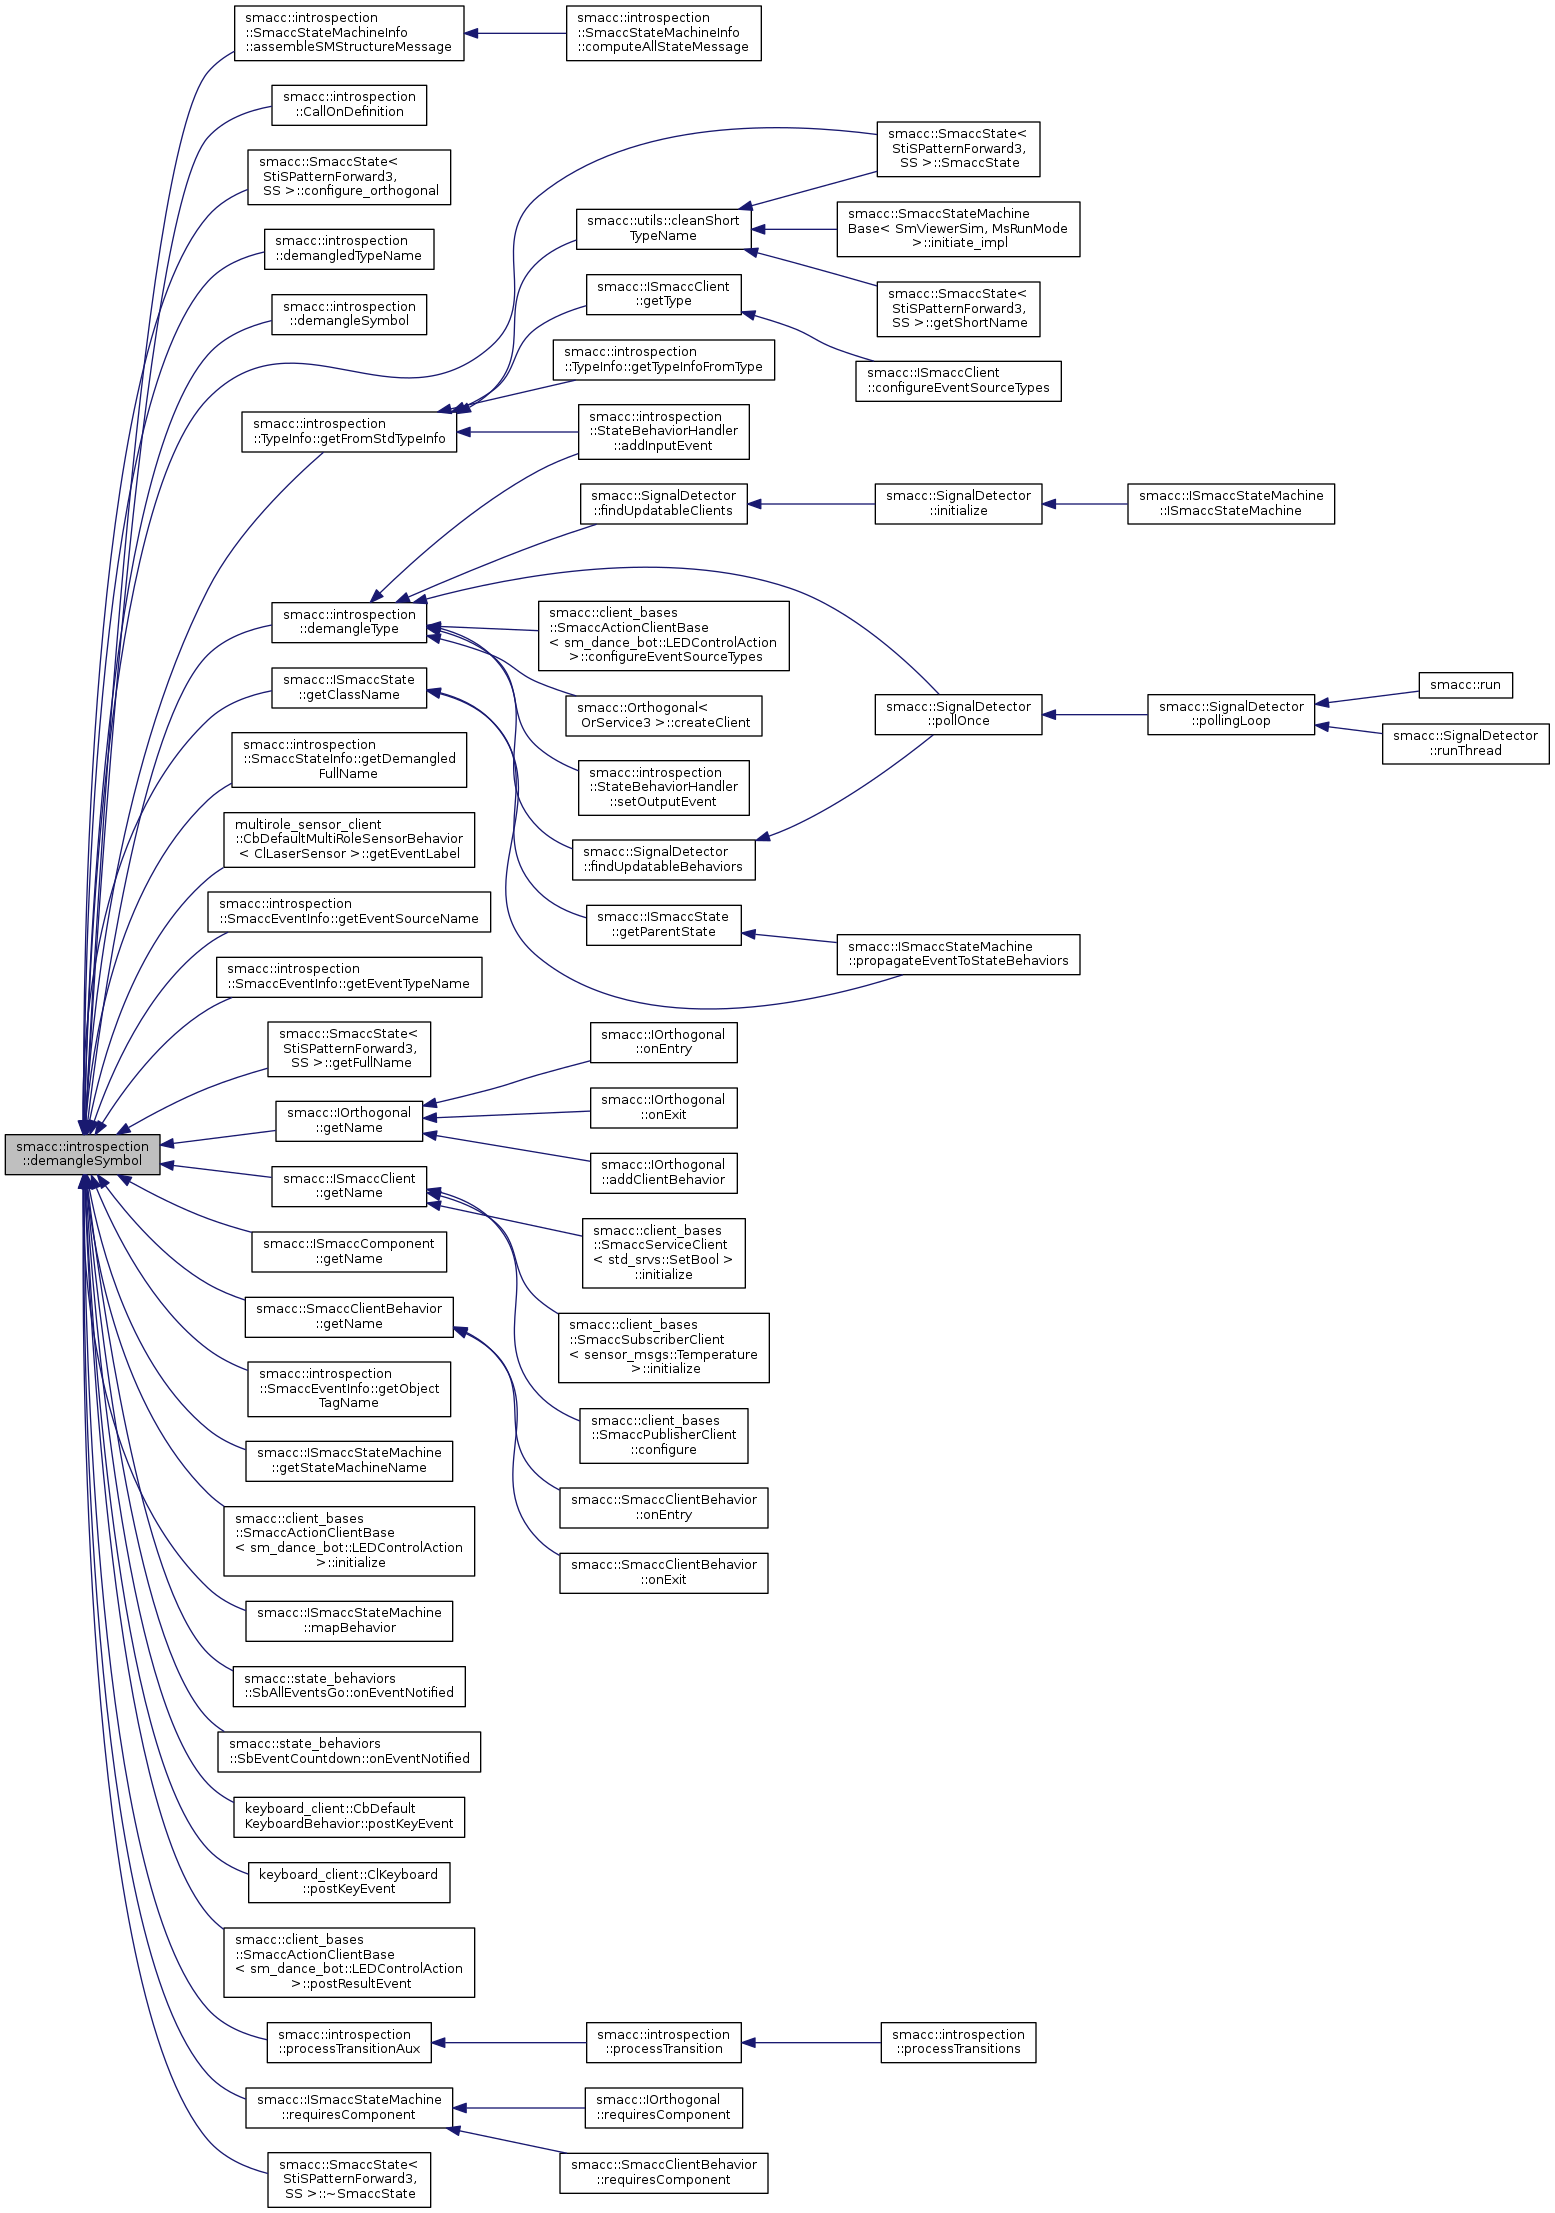 smacc::introspection
::SmaccStateMachineInfo
::assembleSMStructureMessage
smacc::introspection
::SmaccStateMachineInfo
::computeAllStateMessage
smacc::introspection
::CallOnDefinition
smacc::SmaccState<
StiSPatternForward3,
SS >::configure_orthogonal
smacc::introspection
::demangledTypeName
smacc::introspection
::demangleSymbol
smacc::SmaccState<
StiSPatternForward3,
SS >::SmaccState
smacc::utils::cleanShort
TypeName
smacc::SmaccStateMachine
Base< SmViewerSim, MsRunMode
>::initiate_impl
smacc::ISmaccClient
::getType
smacc::SmaccState<
StiSPatternForward3,
SS >::getShortName
smacc::introspection
::TypeInfo::getTypeInfoFromType
smacc::ISmaccClient
::configureEventSourceTypes
smacc::introspection
::TypeInfo::getFromStdTypeInfo
smacc::introspection
::StateBehaviorHandler
::addInputEvent
smacc::SignalDetector
::findUpdatableClients
smacc::SignalDetector
::initialize
smacc::ISmaccStateMachine
::ISmaccStateMachine
smacc::introspection
::demangleType
smacc::client_bases
::SmaccActionClientBase
< sm_dance_bot::LEDControlAction
>::configureEventSourceTypes
smacc::ISmaccState
::getClassName
smacc::Orthogonal<
OrService3 >::createClient
smacc::SignalDetector
::pollOnce
smacc::SignalDetector
::pollingLoop
smacc::run
smacc::SignalDetector
::runThread
smacc::introspection
::SmaccStateInfo::getDemangled
FullName
smacc::introspection
::StateBehaviorHandler
::setOutputEvent
multirole_sensor_client
::CbDefaultMultiRoleSensorBehavior
< ClLaserSensor >::getEventLabel
smacc::SignalDetector
::findUpdatableBehaviors
smacc::introspection
::SmaccEventInfo::getEventSourceName
smacc::ISmaccState
::getParentState
smacc::ISmaccStateMachine
::propagateEventToStateBehaviors
smacc::introspection
::SmaccEventInfo::getEventTypeName
smacc::SmaccState<
StiSPatternForward3,
SS >::getFullName
smacc::IOrthogonal
::onEntry
smacc::IOrthogonal
::getName
smacc::IOrthogonal
::onExit
smacc::introspection
::demangleSymbol
smacc::IOrthogonal
::addClientBehavior
smacc::ISmaccClient
::getName
smacc::ISmaccComponent
::getName
smacc::client_bases
::SmaccServiceClient
< std_srvs::SetBool >
::initialize
smacc::SmaccClientBehavior
::getName
smacc::client_bases
::SmaccSubscriberClient
< sensor_msgs::Temperature
>::initialize
smacc::introspection
::SmaccEventInfo::getObject
TagName
smacc::client_bases
::SmaccPublisherClient
::configure
smacc::ISmaccStateMachine
::getStateMachineName
smacc::SmaccClientBehavior
::onEntry
smacc::client_bases
::SmaccActionClientBase
< sm_dance_bot::LEDControlAction
>::initialize
smacc::SmaccClientBehavior
::onExit
smacc::ISmaccStateMachine
::mapBehavior
smacc::state_behaviors
::SbAllEventsGo::onEventNotified
smacc::state_behaviors
::SbEventCountdown::onEventNotified
keyboard_client::CbDefault
KeyboardBehavior::postKeyEvent
keyboard_client::ClKeyboard
::postKeyEvent
smacc::client_bases
::SmaccActionClientBase
< sm_dance_bot::LEDControlAction
>::postResultEvent
smacc::introspection
::processTransitionAux
smacc::introspection
::processTransition
smacc::introspection
::processTransitions
smacc::ISmaccStateMachine
::requiresComponent
smacc::IOrthogonal
::requiresComponent
smacc::SmaccClientBehavior
::requiresComponent
smacc::SmaccState<
StiSPatternForward3,
SS >::~SmaccState